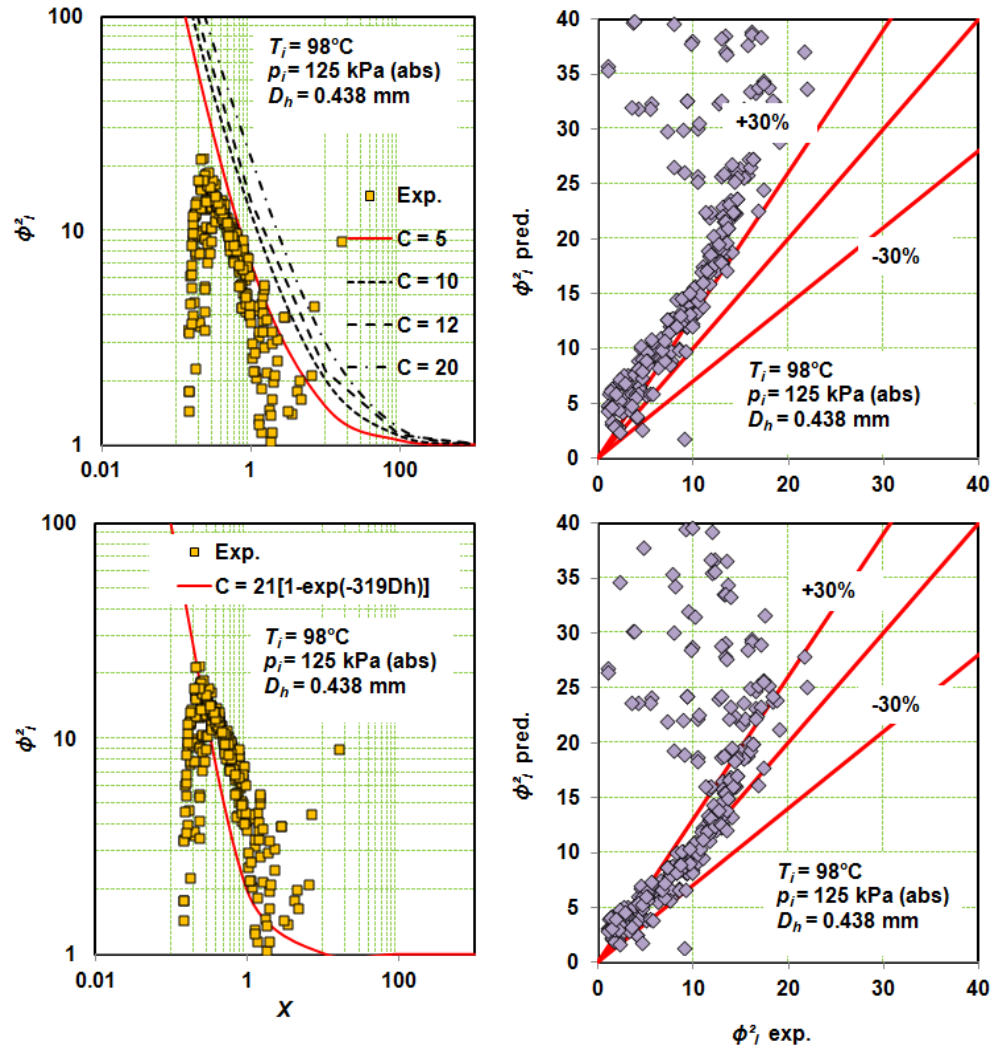 100
10
1
0.01
1
100
ϕ²ₗ
Tᵢ = 98°C
pᵢ = 125 kPa (abs)
Dₕ = 0.438 mm
Exp.
C = 5
C = 10
C = 12
C = 20
40
35
30
25
20
15
10
5
0
0
10
20
30
40
ϕ²ₗ pred.
+30%
-30%
Tᵢ = 98°C
pᵢ = 125 kPa (abs)
Dₕ = 0.438 mm
100
10
1
0.01
1
100
ϕ²ₗ
X
Exp.
C = 21[1-exp(-319Dh)]
Tᵢ = 98°C
pᵢ = 125 kPa (abs)
Dₕ = 0.438 mm
40
35
30
25
20
15
10
5
0
0
10
20
30
40
ϕ²ₗ pred.
+30%
-30%
Tᵢ = 98°C
pᵢ = 125 kPa (abs)
Dₕ = 0.438 mm
ϕ²ₗ exp.